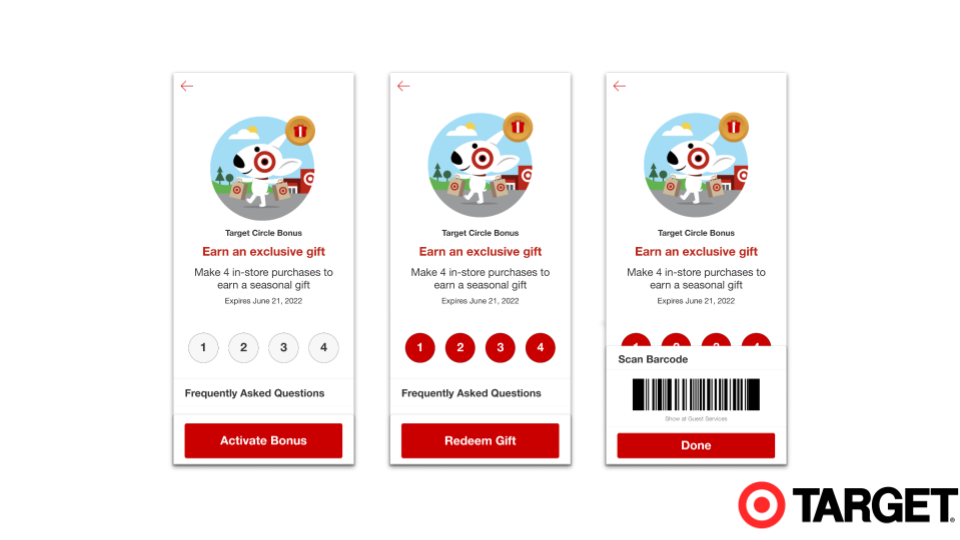 Target Circle Bonus
Earn an exclusive gift
Make 4 in-store purchases to
earn a seasonal gift
Expires June 21, 2022
1 2 3 4
Frequently Asked Questions
Activate Bonus
Target Circle Bonus
Earn an exclusive gift
Make 4 in-store purchases to
earn a seasonal gift
Expires June 21, 2022
1 2 3 4
Frequently Asked Questions
Redeem Gift
Target Circle Bonus
Earn an exclusive gift
Make 4 in-store purchases to
earn a seasonal gift
Expires June 21, 2022
1 2 3 4
Scan Barcode
Show at Guest Services
Done
TARGET®